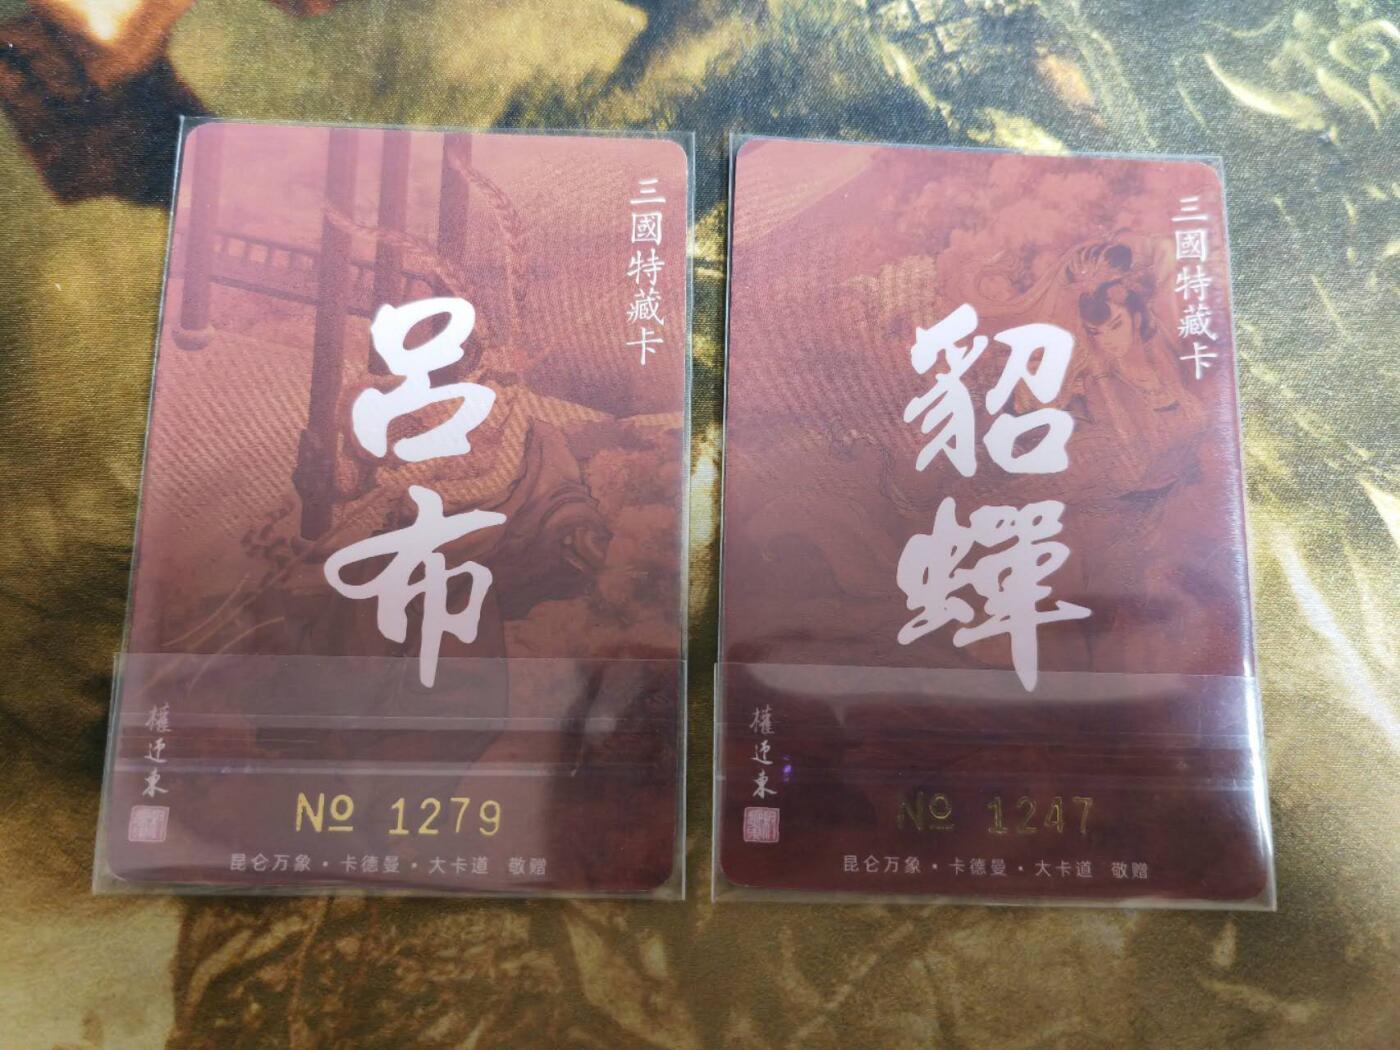 三國特藏卡
呂布
權迎東
No 1279
昆仑万象·卡德曼·大卡道 敬赠
三國特藏卡
貂蟬
權迎東
No 1247
昆仑万象·卡德曼·大卡道 敬赠